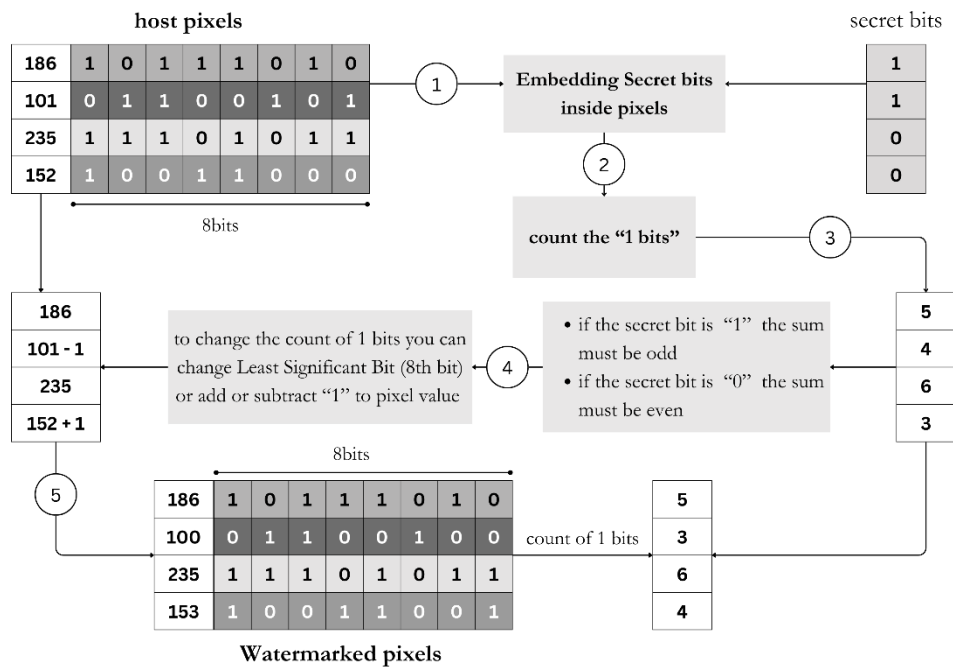 host pixels
secret bits
186 1 0 1 1 1 0 1 0
101 0 1 1 0 0 1 0 1
235 1 1 1 0 1 0 1 1
152 1 0 0 1 1 0 0 0
8bits
1
Embedding Secret bits
inside pixels
1
1
0
0
2
count the “1 bits”
3
5
4
6
3
• if the secret bit is “1” the sum
must be odd
• if the secret bit is “0” the sum
must be even
4
to change the count of 1 bits you can
change Least Significant Bit (8th bit)
or add or subtract “1” to pixel value
186
101 - 1
235
152 + 1
5
8bits
186 1 0 1 1 1 0 1 0
100 0 1 1 0 0 1 0 0
235 1 1 1 0 1 0 1 1
153 1 0 0 1 1 0 0 1
count of 1 bits
5
3
6
4
Watermarked pixels